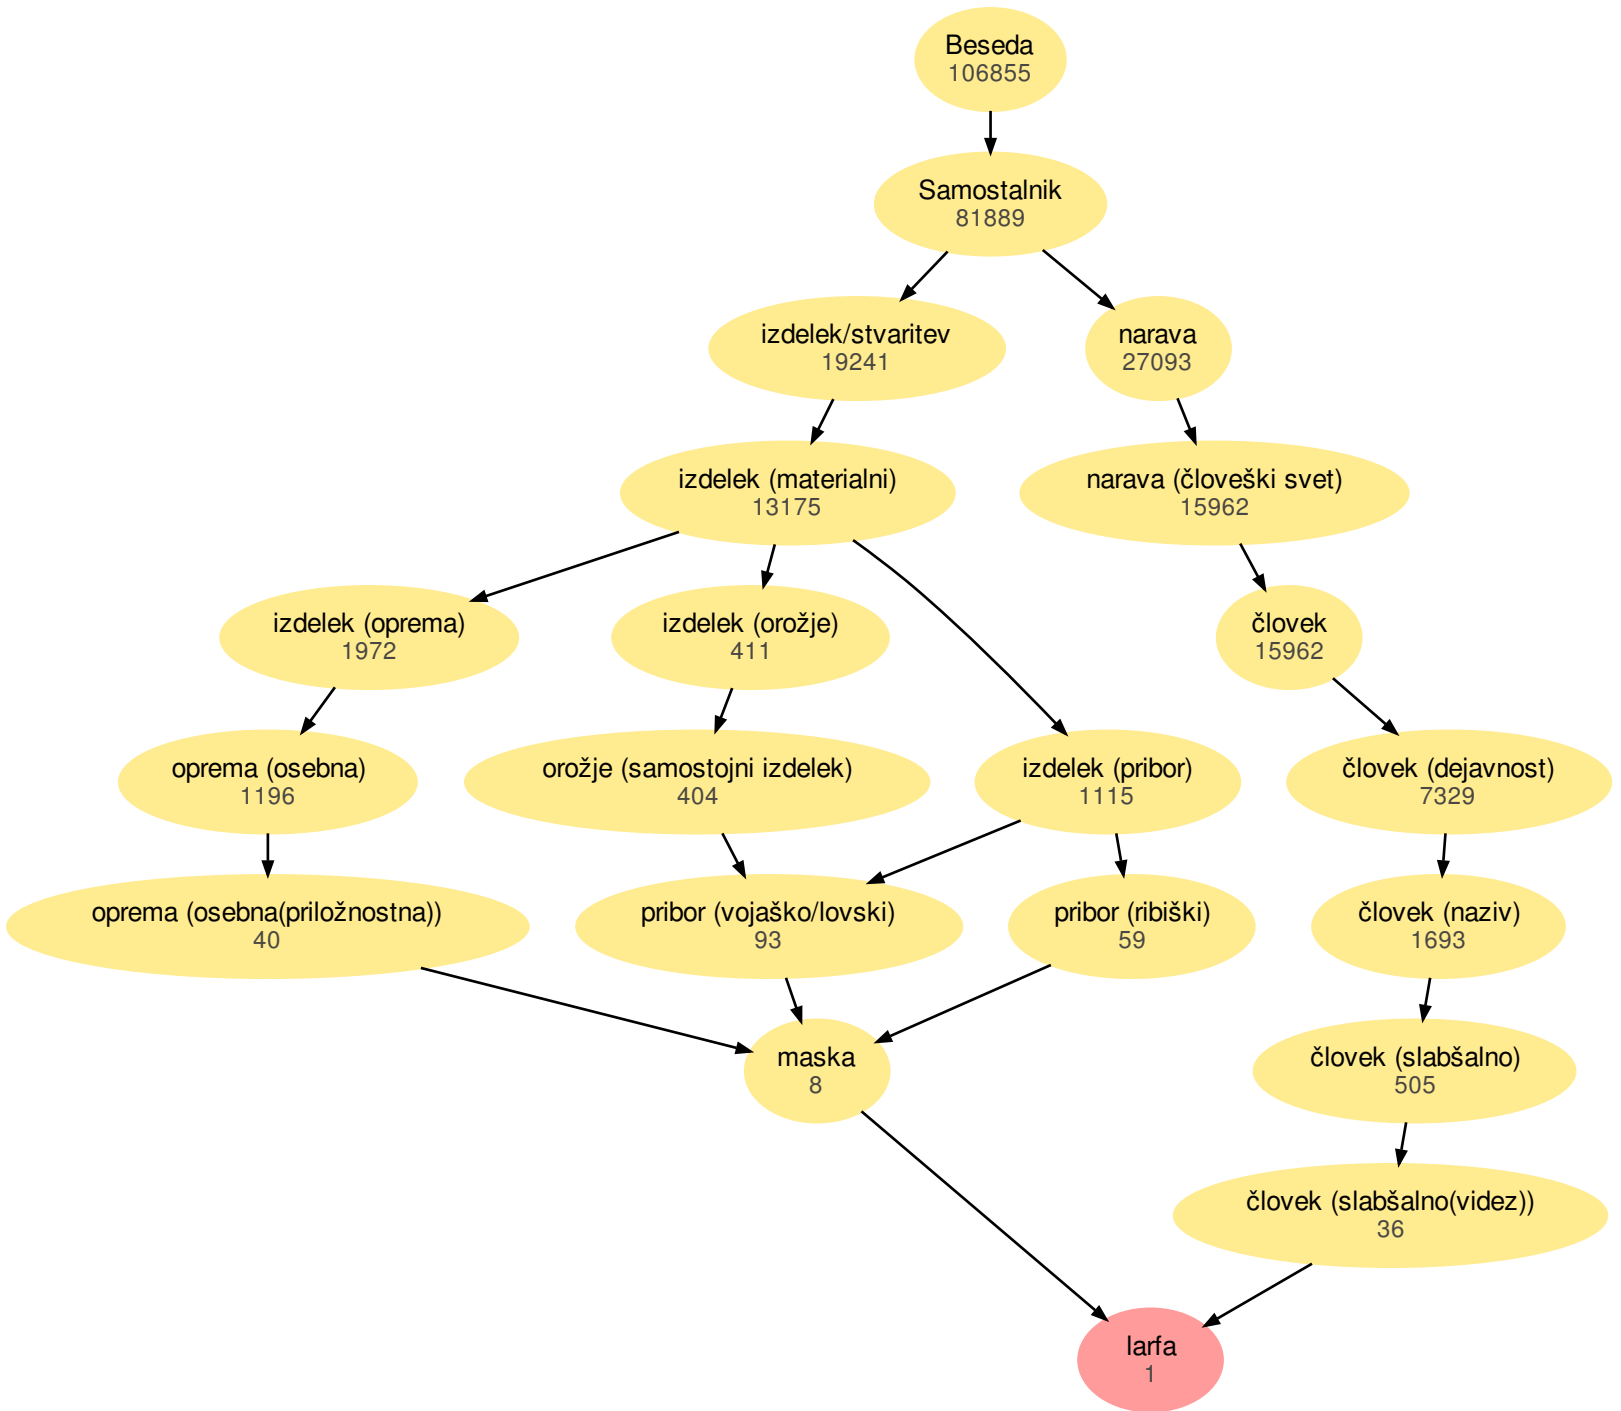 Beseda
106855
Samostalnik
81889
izdelek/stvaritev
19241
narava
27093
izdelek (materialni)
13175
narava (človeški svet)
15962
izdelek (oprema)
1972
izdelek (orožje)
411
človek
15962
oprema (osebna)
1196
orožje (samostojni izdelek)
404
izdelek (pribor)
1115
človek (dejavnost)
7329
oprema (osebna(priložnostna))
40
pribor (vojaško/lovski)
93
pribor (ribiški)
59
človek (naziv)
1693
maska
8
človek (slabšalno)
505
človek (slabšalno(videz))
36
larfa
1